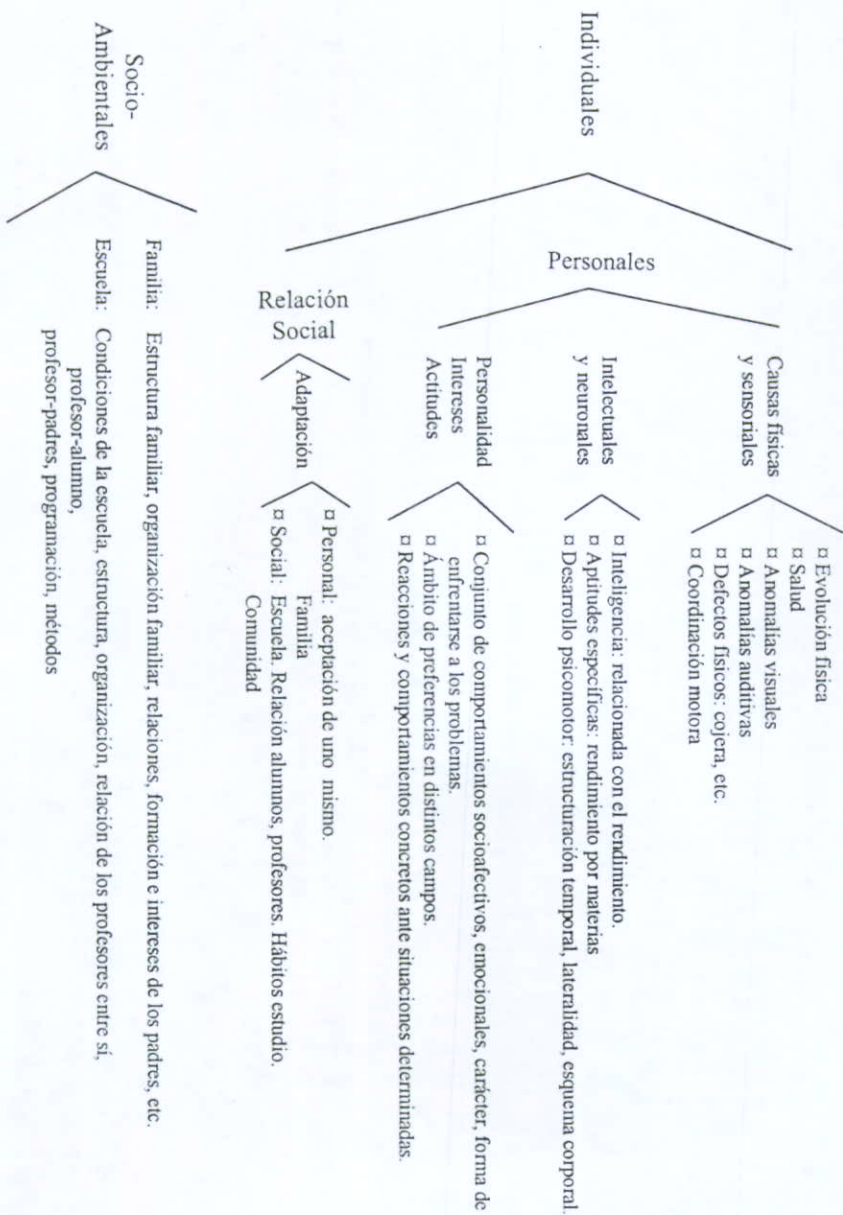 Individuales
Personales
Causas físicas
y sensoriales
¤ Evolución física
¤ Salud
¤ Anomalías visuales
¤ Anomalías auditivas
¤ Defectos físicos: cojera, etc.
¤ Coordinación motora
Intelectuales
y neuronales
¤ Inteligencia: relacionada con el rendimiento.
¤ Aptitudes específicas: rendimiento por materias
¤ Desarrollo psicomotor: estructuración temporal, lateralidad, esquema corporal.
Personalidad
Intereses
Actitudes
¤ Conjunto de comportamientos socioafectivos, emocionales, carácter, forma de
enfrentarse a los problemas.
¤ Ámbito de preferencias en distintos campos.
¤ Reacciones y comportamientos concretos ante situaciones determinadas.
Relación
Social
Adaptación
¤ Personal: aceptación de uno mismo.
Familia
¤ Social: Escuela. Relación alumnos, profesores. Hábitos estudio.
Comunidad
Socio-
Ambientales
Familia: Estructura familiar, organización familiar, relaciones, formación e intereses de los padres, etc.
Escuela: Condiciones de la escuela, estructura, organización, relación de los profesores entre sí,
profesor-alumno,
profesor-padres, programación, métodos